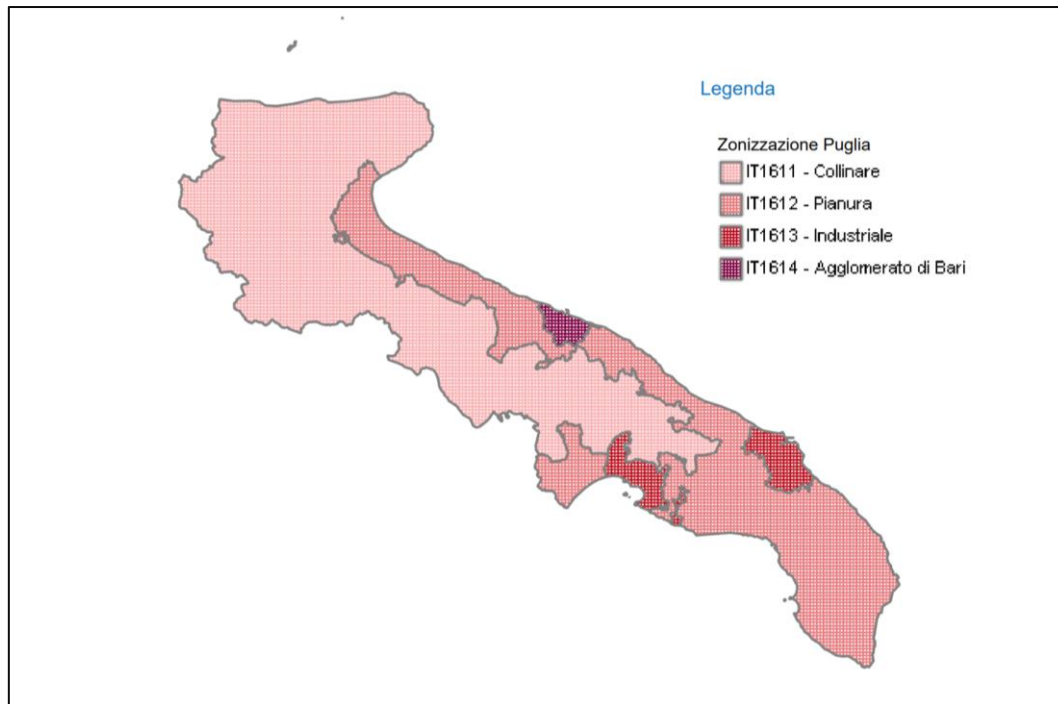 Legenda
Zonizzazione Puglia
IT1611 - Collinare
IT1612 - Pianura
IT1613 - Industriale
IT1614 - Agglomerato di Bari